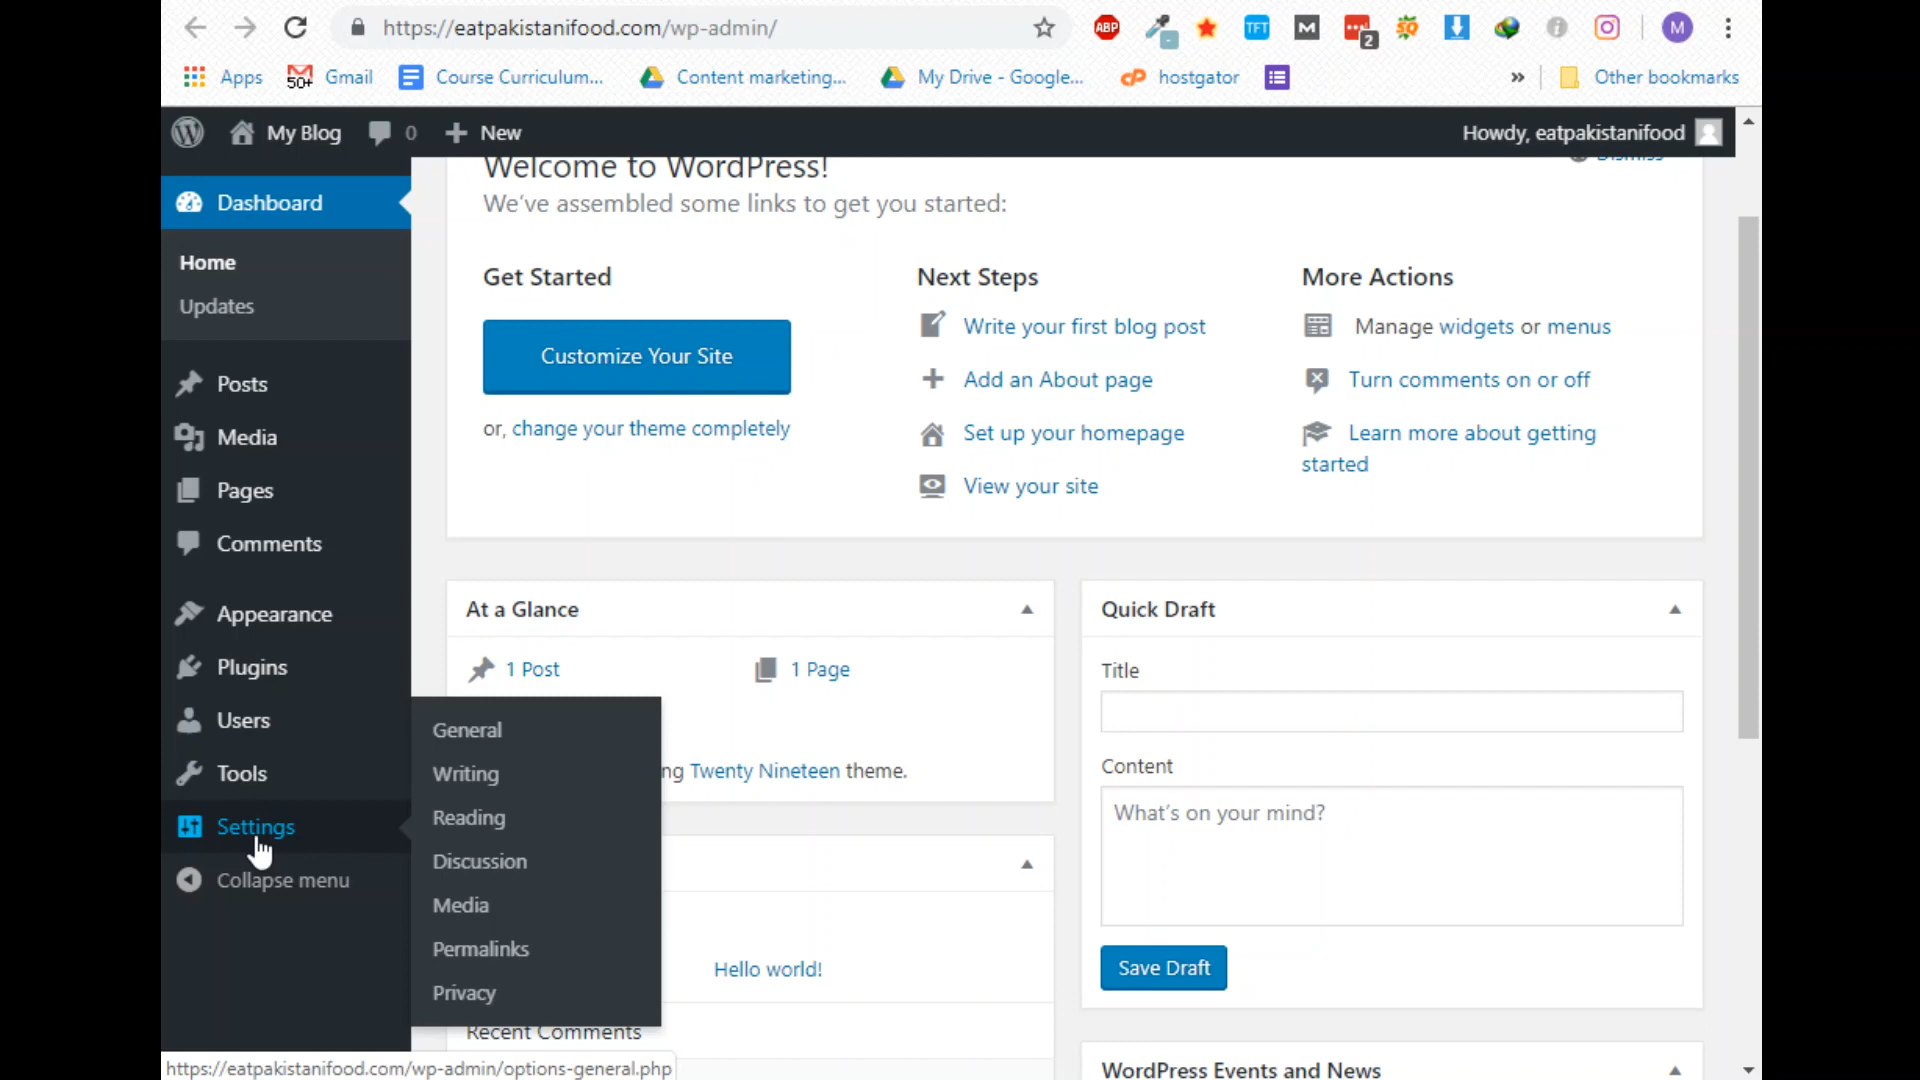 https://eatpakistanifood.com/wp-admin/
ABP
TFT
M
2
SQ
M
Apps
50+
Gmail
Course Curriculum...
Content marketing...
My Drive - Google...
cP
hostgator
»
Other bookmarks
My Blog
0
New
Howdy, eatpakistanifood
Dashboard
Home
Updates
Posts
Media
Pages
Comments
Appearance
Plugins
Users
Tools
Settings
Collapse menu
General
Writing
Reading
Discussion
Media
Permalinks
Privacy
Dismiss
Welcome to WordPress!
We've assembled some links to get you started:
Get Started
Customize Your Site
or, change your theme completely
Next Steps
Write your first blog post
Add an About page
Set up your homepage
View your site
More Actions
Manage widgets or menus
Turn comments on or off
Learn more about getting
started
At a Glance
1 Post
1 Page
ng Twenty Nineteen theme.
Hello world!
Recent Comments
Quick Draft
Title
Content
What's on your mind?
Save Draft
WordPress Events and News
https://eatpakistanifood.com/wp-admin/options-general.php